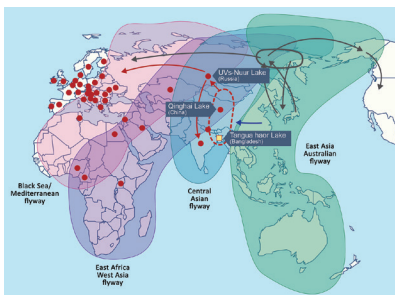 UVs-Nuur Lake
(Russia)
Qinghai Lake
(China)
Tangua haor Lake
(Bangladesh)
East Asia
Australian
flyway
Black Sea/
Mediterranean
flyway
Central
Asian
flyway
East Africa
West Asia
flyway